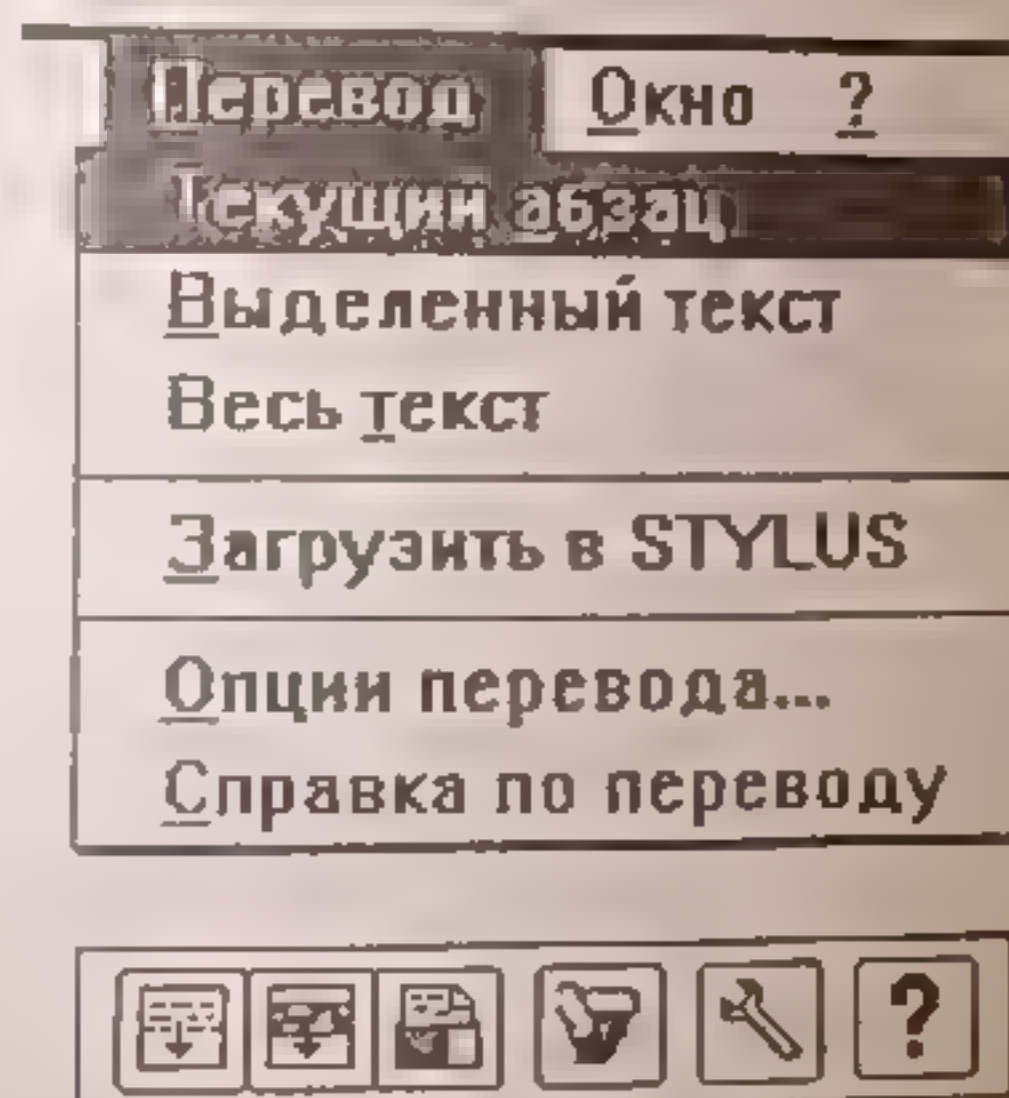 Перевод Окно ?
Текущий абзац
Выделенный текст
Весь текст
Загрузить в STYLUS
Опции перевода...
Справка по переводу
?